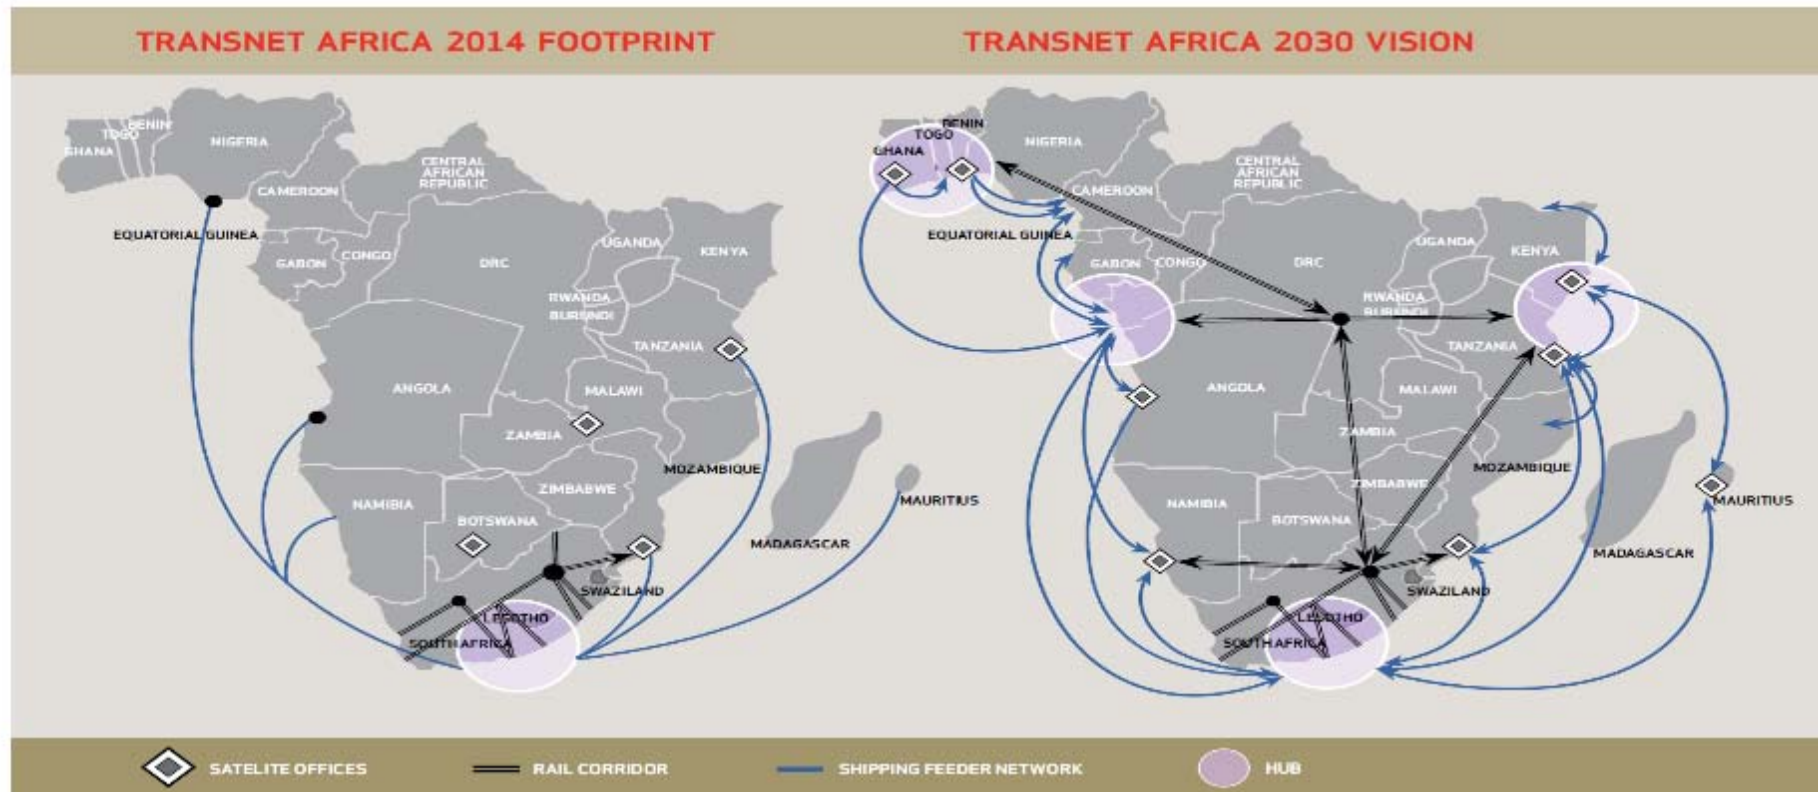 TRANSNET AFRICA 2014 FOOTPRINT
TRANSNET AFRICA 2030 VISION
BENIN
TOGO
GHANA
NIGERIA
CENTRAL
AFRICAN
REPUBLIC
CAMEROON
EQUATORIAL GUINEA
GABON
CONGO
DRC
UGANDA
KENYA
RWANDA
BURUNDI
TANZANIA
ANGOLA
MALAWI
ZAMBIA
MOZAMBIQUE
ZIMBABWE
NAMIBIA
BOTSWANA
MAURITIUS
MADAGASCAR
SWAZILAND
LESOTHO
SOUTH AFRICA
BENIN
TOGO
GHANA
NIGERIA
CENTRAL
AFRICAN
REPUBLIC
CAMEROON
EQUATORIAL GUINEA
GABON
CONGO
DRC
UGANDA
KENYA
RWANDA
BURUNDI
TANZANIA
ANGOLA
MALAWI
ZAMBIA
MOZAMBIQUE
ZIMBABWE
NAMIBIA
BOTSWANA
MAURITIUS
MADAGASCAR
SWAZILAND
LESOTHO
SOUTH AFRICA
SATELITE OFFICES
RAIL CORRIDOR
SHIPPING FEEDER NETWORK
HUB